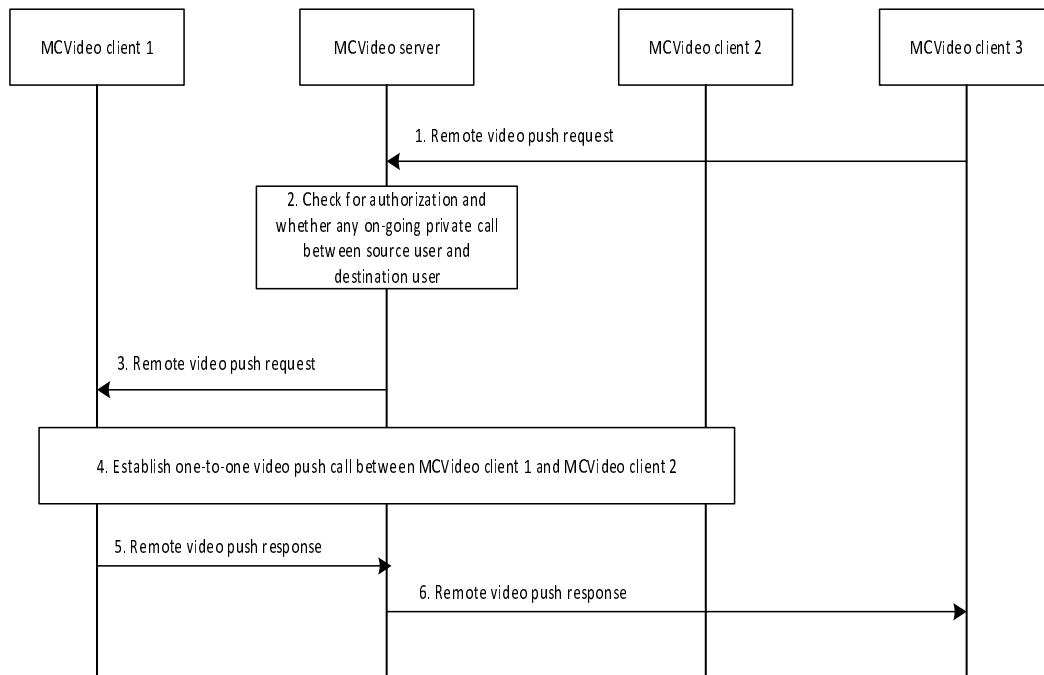 MCVideo client 1
MCVideo server
MCVideo client 2
MCVideo client 3
1. Remote video push request
2. Check for authorization and
whether any on-going private call
between source user and
destination user
3. Remote video push request
4. Establish one-to-one video push call between MCVideo client 1 and MCVideo client 2
5. Remote video push response
6. Remote video push response